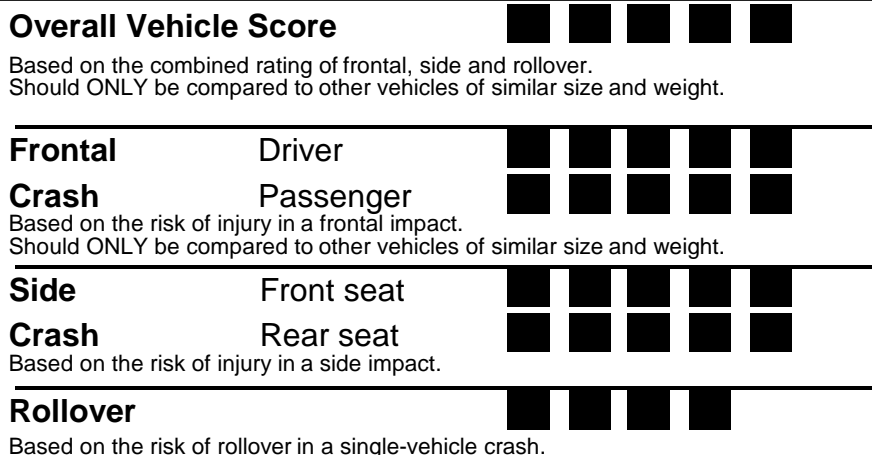 Overall Vehicle Score
Based on the combined rating of frontal, side and rollover.
Should ONLY be compared to other vehicles of similar size and weight.
Frontal Driver
Crash Passenger
Based on the risk of injury in a frontal impact.
Should ONLY be compared to other vehicles of similar size and weight.
Side Front seat
Crash Rear seat
Based on the risk of injury in a side impact.
Rollover
Based on the risk of rollover in a single-vehicle crash.